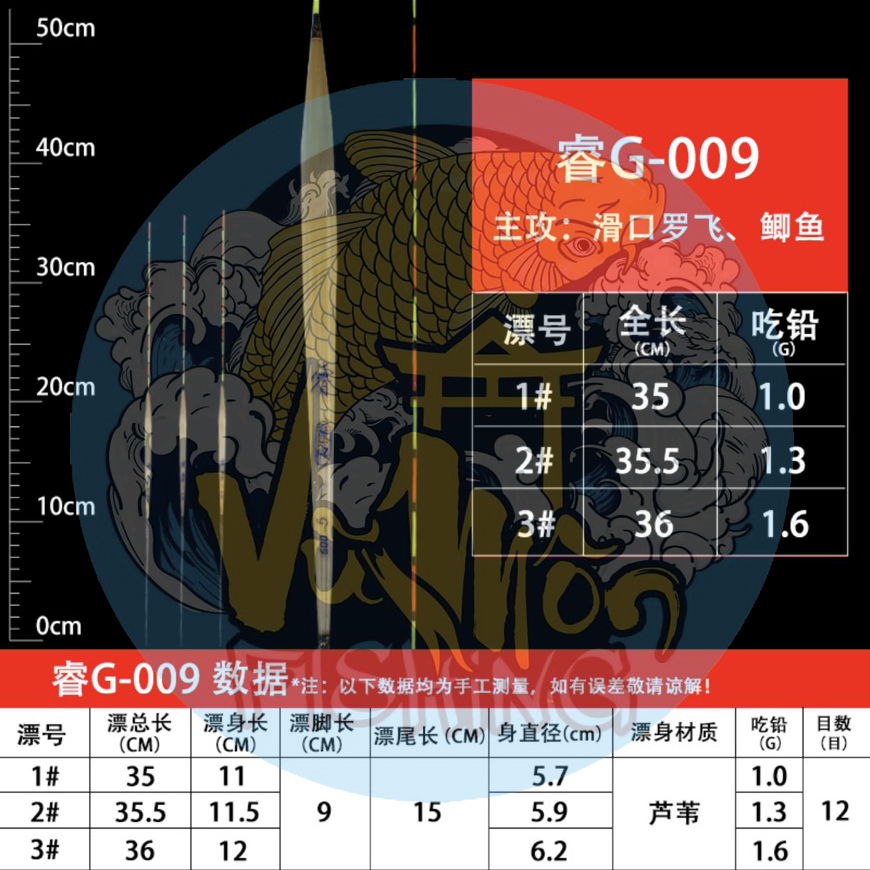 50cm
40cm
30cm
20cm
10cm
0cm
睿G-009
主攻：滑口罗飞、鲫鱼
漂号 全长(CM) 吃铅(G)
1# 35 1.0
2# 35.5 1.3
3# 36 1.6
G-009
Vũ Hoá
FISHING
睿G-009 数据*注：以下数据均为手工测量，如有误差敬请谅解！
漂号 漂总长(CM) 漂身长(CM) 漂脚长(CM) 漂尾长(CM) 身直径(cm) 漂身材质 吃铅(G) 目数(目)
1# 35 11 9 15 5.7 芦苇 1.0 12
2# 35.5 11.5 5.9 1.3
3# 36 12 6.2 1.6